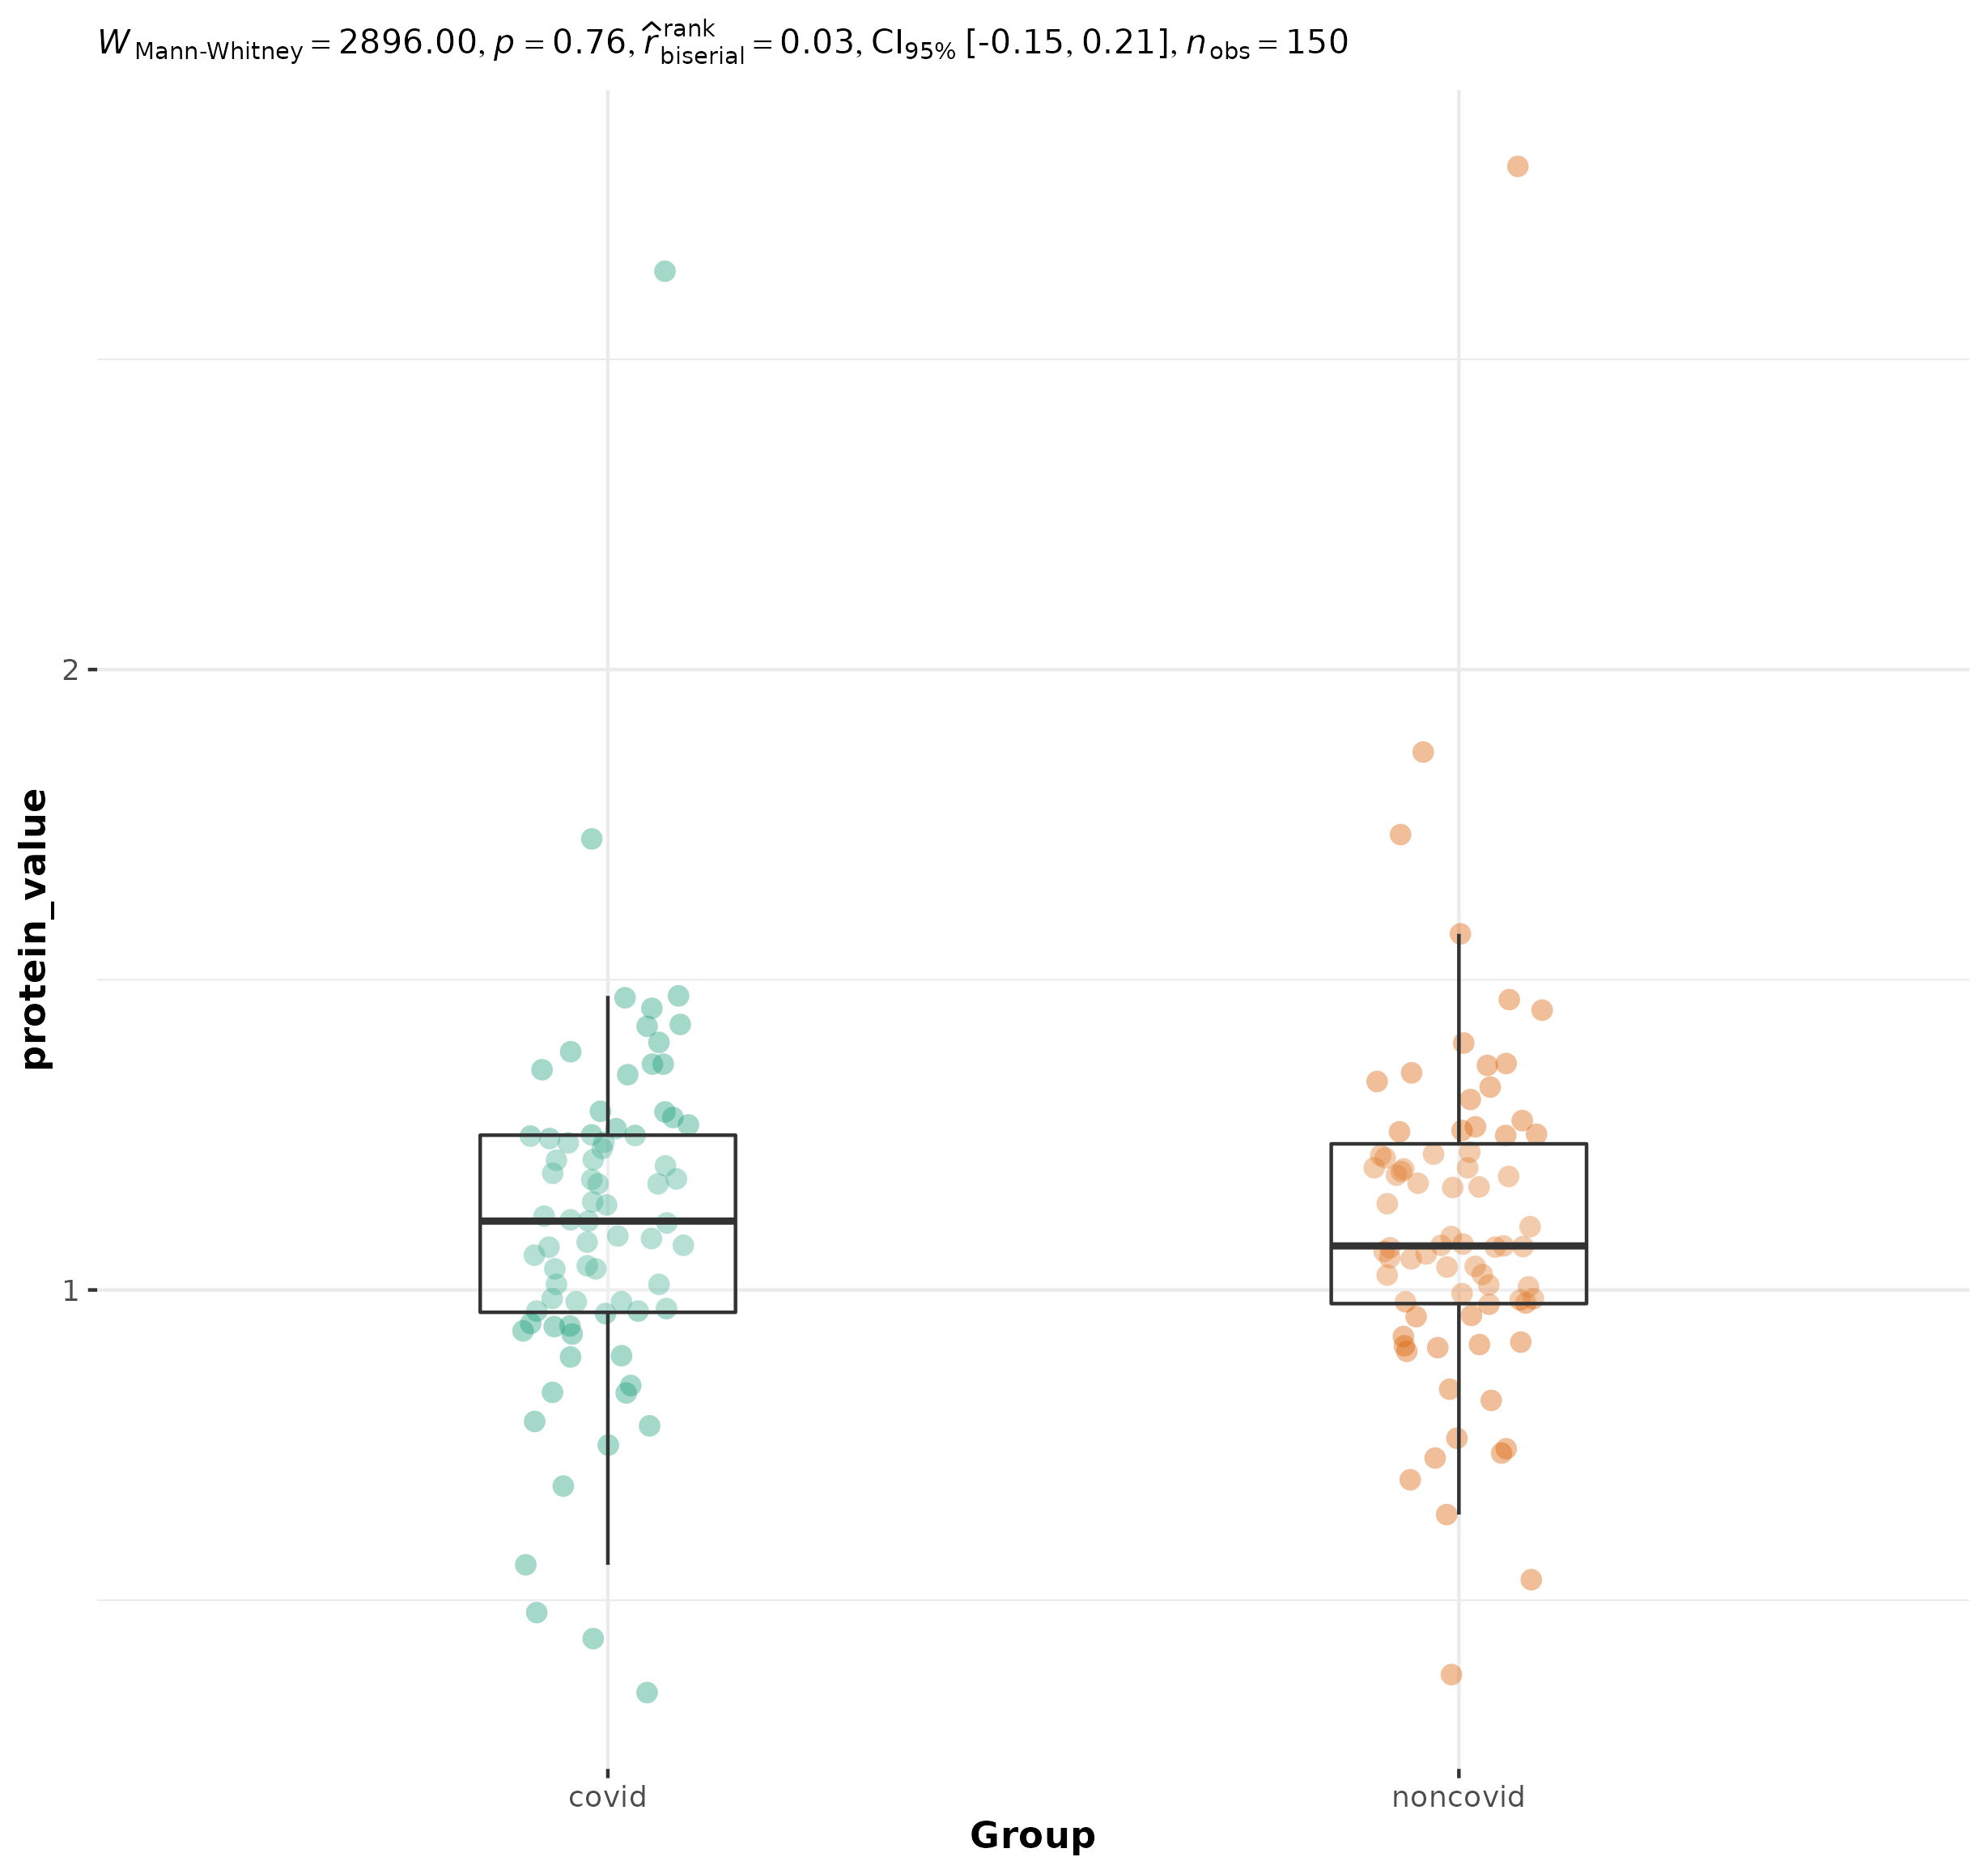 W Mann-Whitney = 2896.00, p = 0.76, r̂ rank biserial = 0.03, CI95% [-0.15, 0.21], nobs = 150
2
1
protein_value
covid noncovid
Group